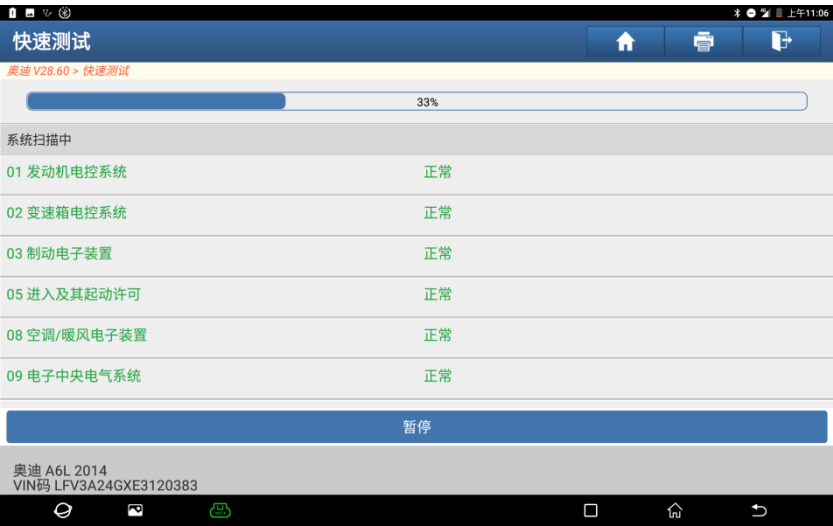 上午11:06
快速测试
奥迪 V28.60 > 快速测试
33%
系统扫描中
01 发动机电控系统 正常
02 变速箱电控系统 正常
03 制动电子装置 正常
05 进入及其起动许可 正常
08 空调/暖风电子装置 正常
09 电子中央电气系统 正常
暂停
奥迪 A6L 2014
VIN码 LFV3A24GXE3120383